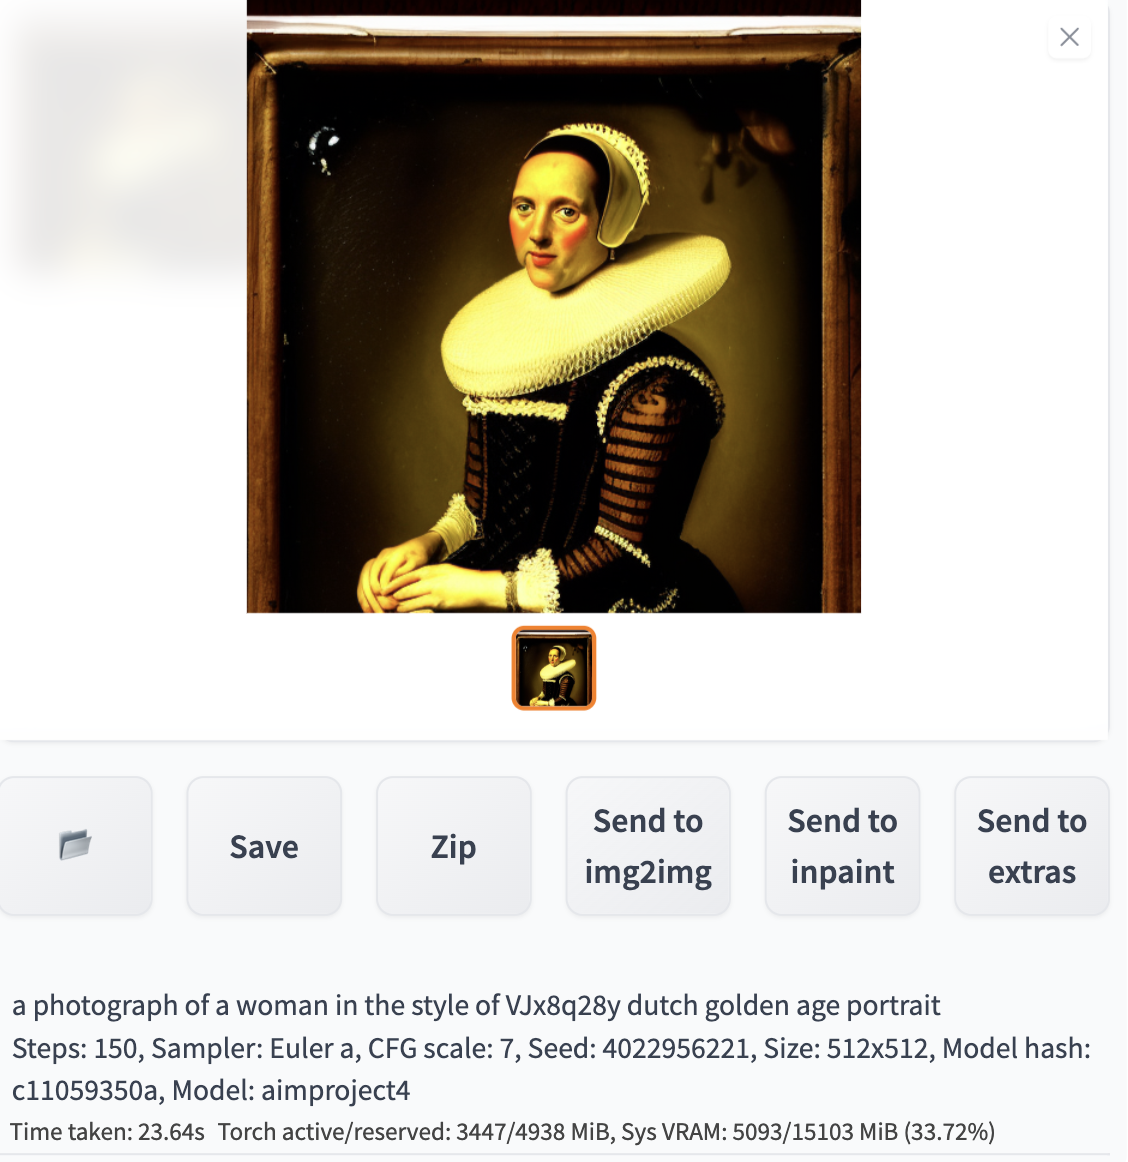 Save
Zip
Send to
img2img
Send to
inpaint
Send to
extras
a photograph of a woman in the style of VJx8q28y dutch golden age portrait
Steps: 150, Sampler: Euler a, CFG scale: 7, Seed: 4022956221, Size: 512x512, Model hash:
c11059350a, Model: aimproject4
Time taken: 23.64s Torch active/reserved: 3447/4938 MiB, Sys VRAM: 5093/15103 MiB (33.72%)